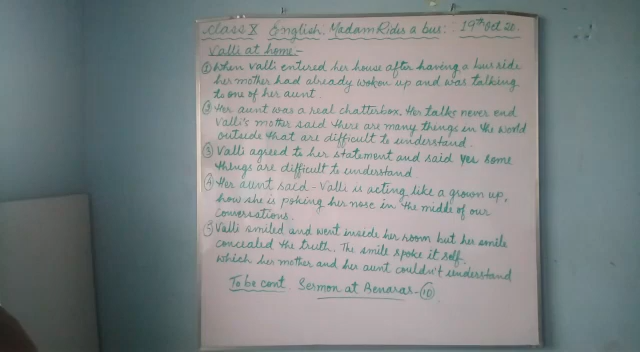 Class X English. Madam Rides a bus: : 19th Oct 20.
Valli at home:-
① When Valli entered her house after having a bus ride
her mother had already woken up and was talking
to one of her aunt.
② Her aunt was a real chatterbox. Her talks never end
Valli's mother said there are many things in the world
outside that are difficult to understand.
③ Valli agreed to her statement and said yes some
things are difficult to understand
④ Her aunt said - Valli is acting like a grown up,
how she is poking her nose in the middle of our
conversations.
⑤ Valli smiled and went inside her room but her smile
concealed the truth. The smile spoke it self.
which her mother and her aunt couldn't understand
To be cont. Sermon at Benaras - ⑩